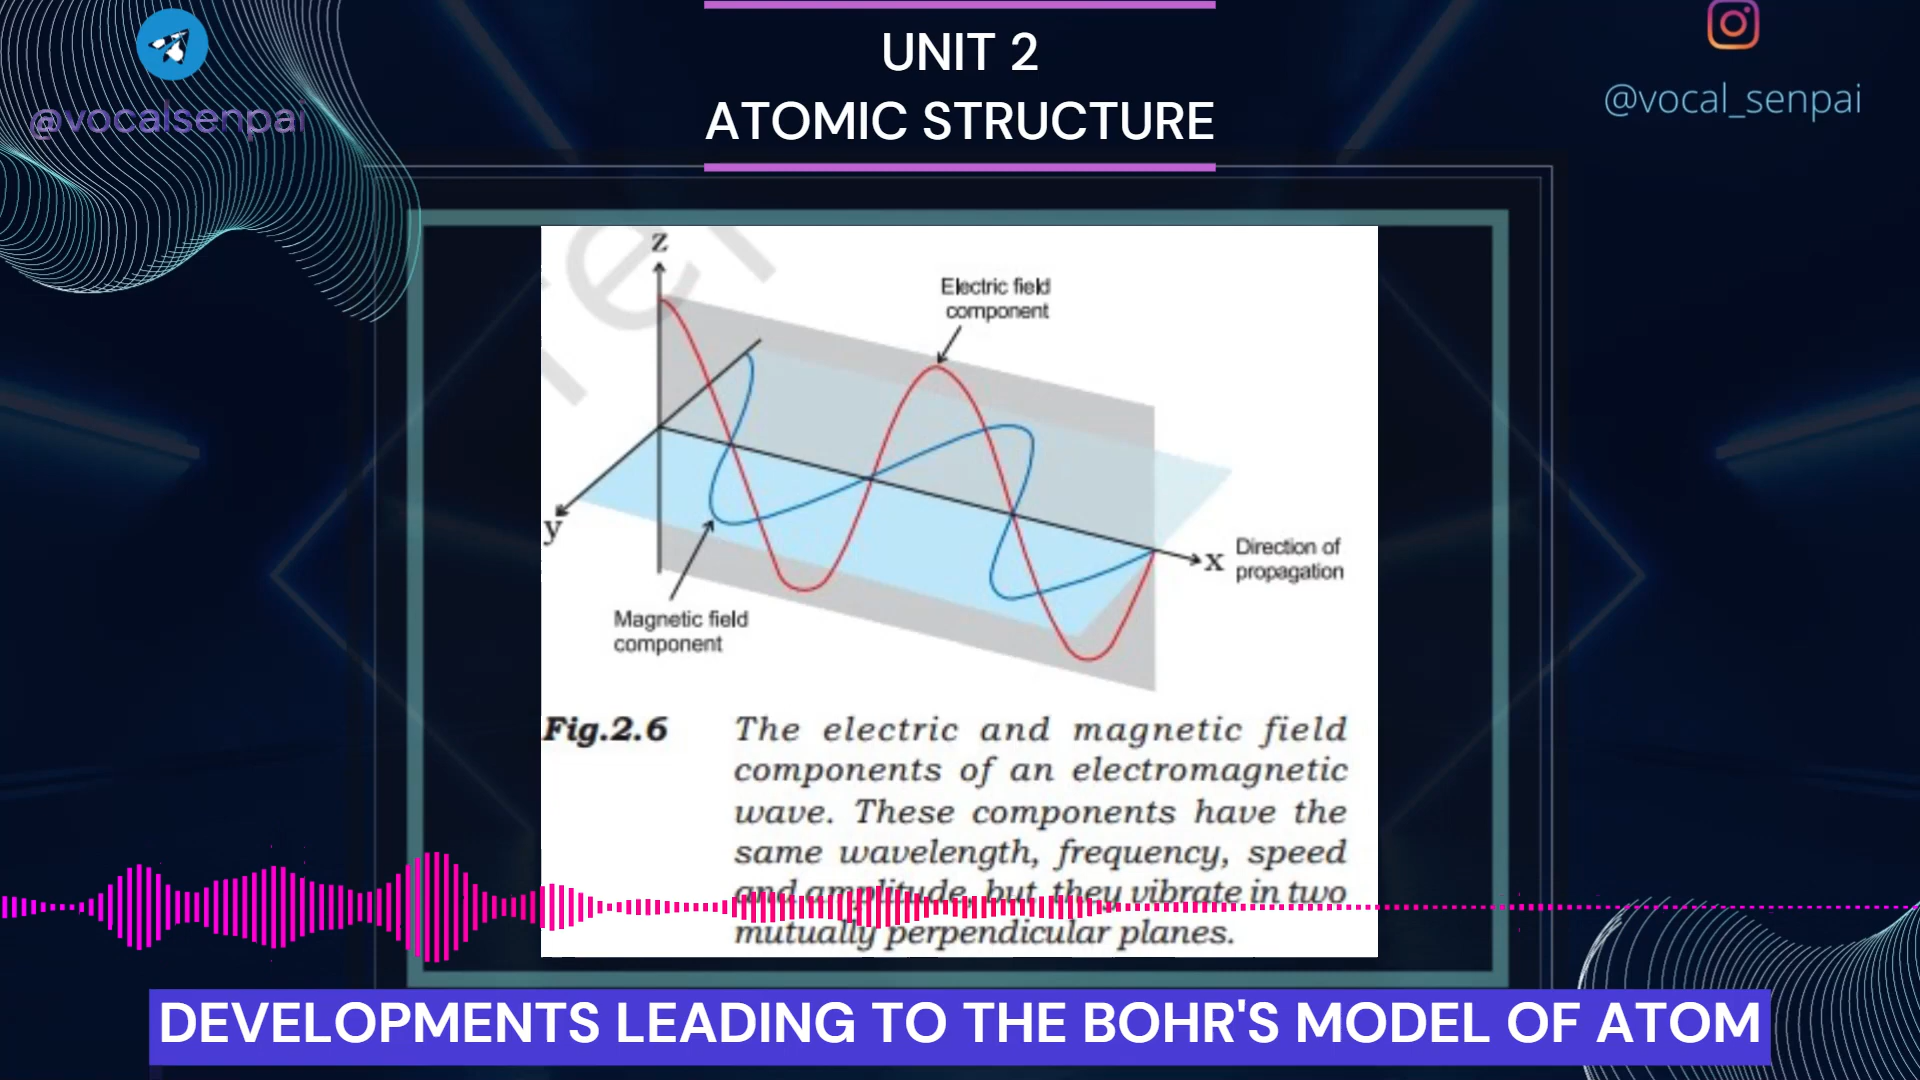 UNIT 2
ATOMIC STRUCTURE
@vocalsenpai
@vocal_senpai
z
Electric field
component
y
x
Direction of
propagation
Magnetic field
component
Fig.2.6
The electric and magnetic field
components of an electromagnetic
wave. These components have the
same wavelength, frequency, speed
and amplitude, but they vibrate in two
mutually perpendicular planes.
DEVELOPMENTS LEADING TO THE BOHR'S MODEL OF ATOM